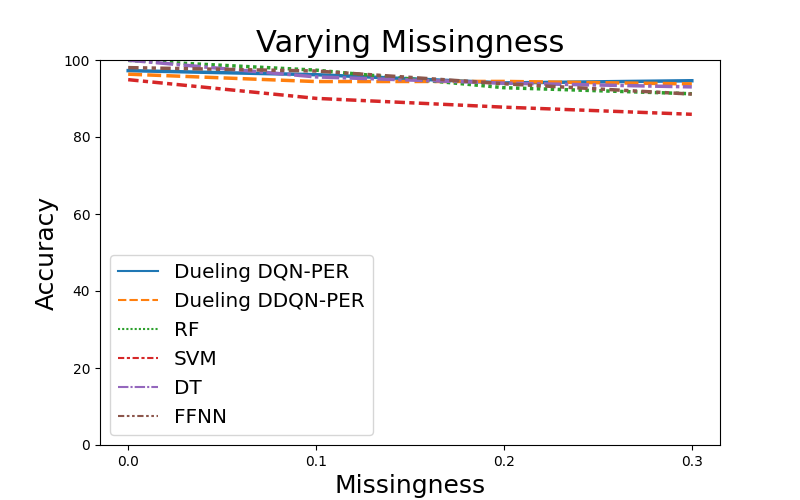 Varying Missingness
Accuracy
100
80
60
40
20
0
Dueling DQN-PER
Dueling DDQN-PER
RF
SVM
DT
FFNN
0.0 0.1 0.2 0.3
Missingness